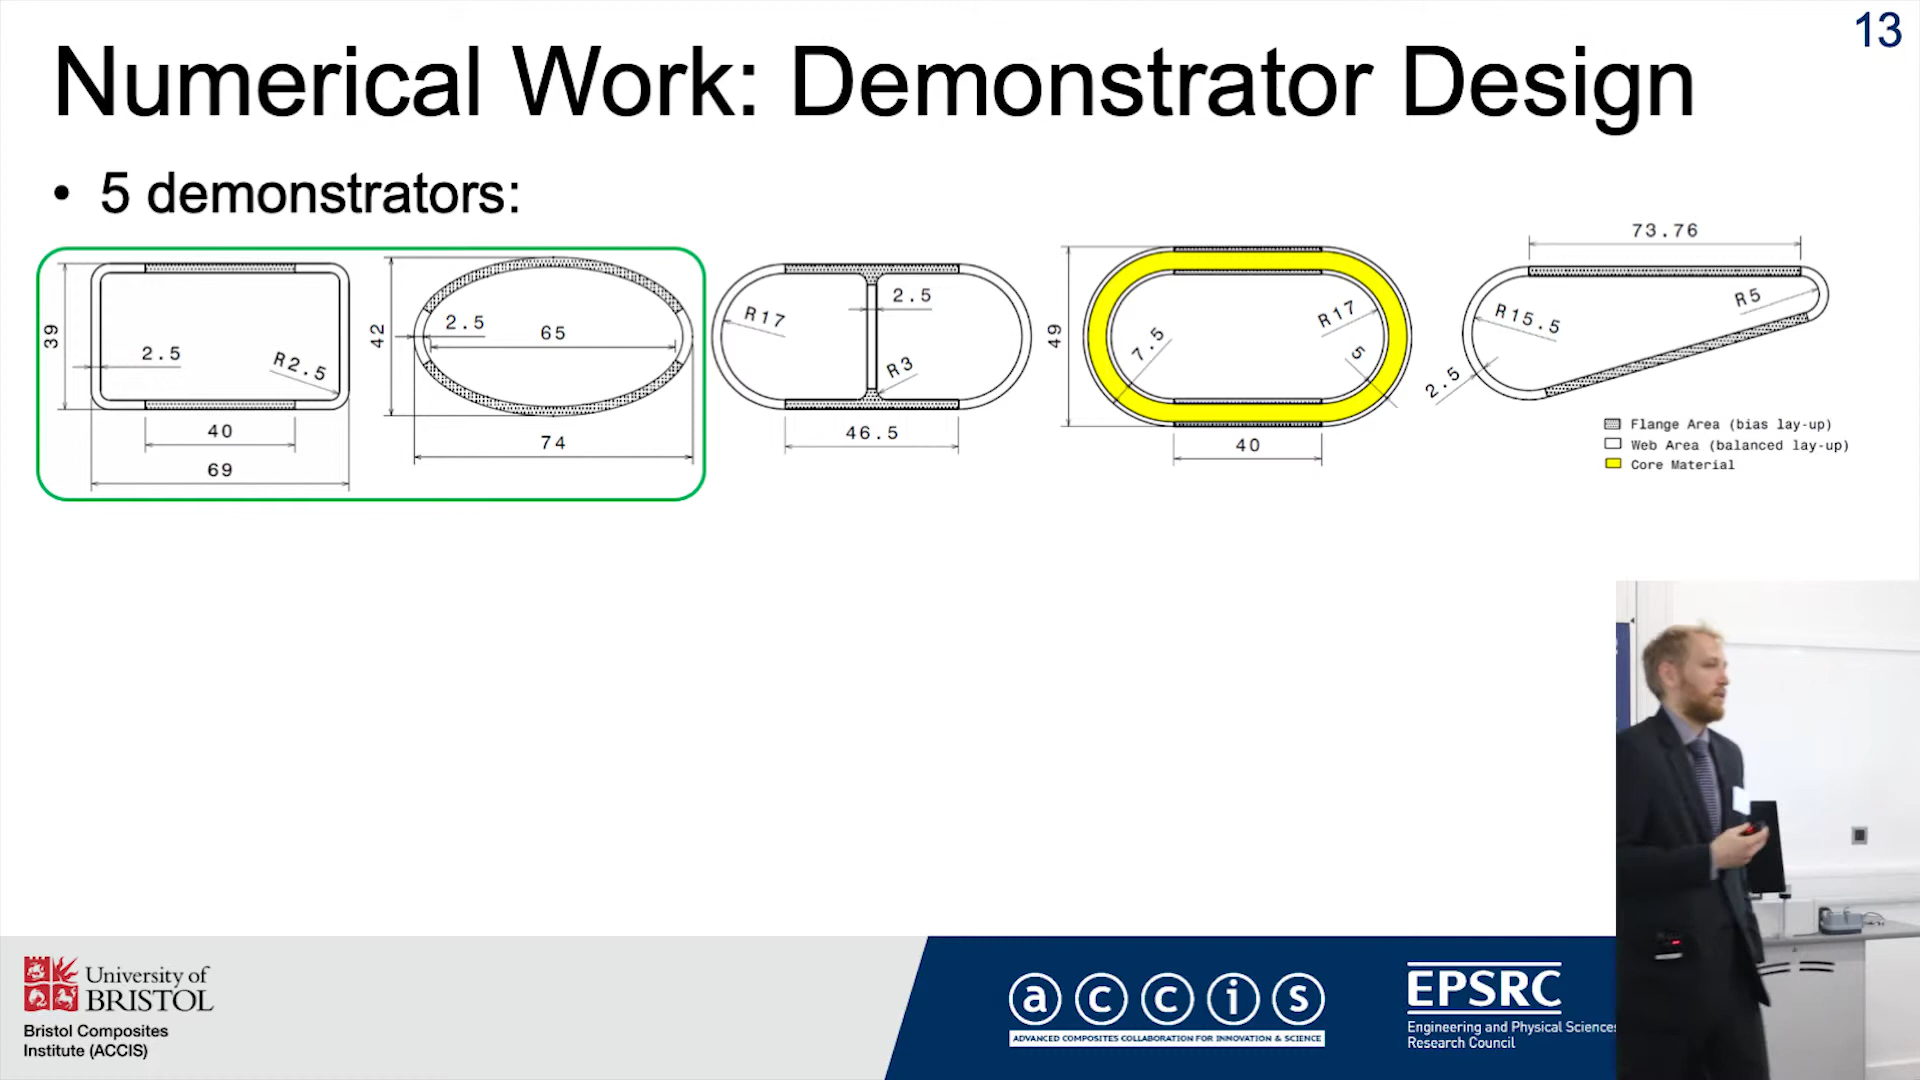 13
Numerical Work: Demonstrator Design
• 5 demonstrators:
39
2.5
R2.5
40
69
42
2.5
65
74
R17
2.5
R3
46.5
49
7.5
R17
5
40
73.76
R15.5
R5
2.5
Flange Area (bias lay-up)
Web Area (balanced lay-up)
Core Material
University of
BRISTOL
Bristol Composites
Institute (ACCIS)
accis
ADVANCED COMPOSITES COLLABORATION FOR INNOVATION & SCIENCE
EPSRC
Engineering and Physical Sciences
Research Council